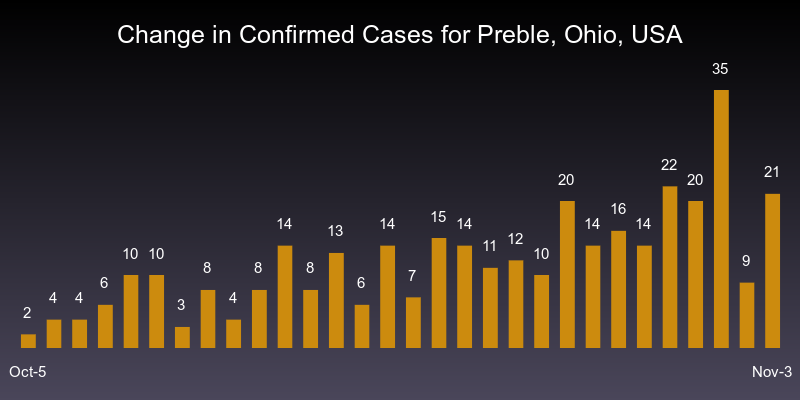 Change in Confirmed Cases for Preble, Ohio, USA
2 4 4 6 10 10 3 8 4 8 14 8 13 6 14 7 15 14 11 12 10 20 14 16 14 22 20 35 9 21
Oct-5 Nov-3